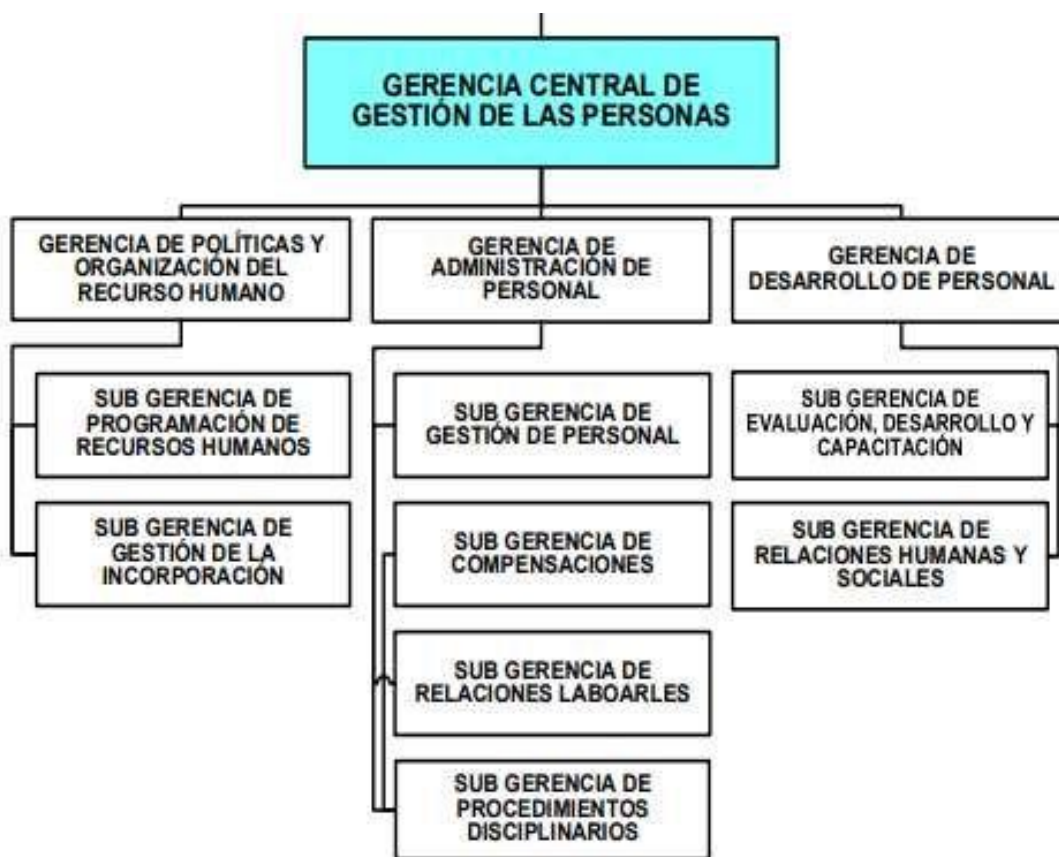 GERENCIA CENTRAL DE
GESTIÓN DE LAS PERSONAS
GERENCIA DE POLÍTICAS Y
ORGANIZACIÓN DEL
RECURSO HUMANO
GERENCIA DE
ADMINISTRACIÓN DE
PERSONAL
GERENCIA DE
DESARROLLO DE PERSONAL
SUB GERENCIA DE
PROGRAMACIÓN DE
RECURSOS HUMANOS
SUB GERENCIA DE
GESTIÓN DE LA
INCORPORACIÓN
SUB GERENCIA DE
GESTIÓN DE PERSONAL
SUB GERENCIA DE
COMPENSACIONES
SUB GERENCIA DE
RELACIONES LABOARLES
SUB GERENCIA DE
PROCEDIMIENTOS
DISCIPLINARIOS
SUB GERENCIA DE
EVALUACIÓN, DESARROLLO Y
CAPACITACIÓN
SUB GERENCIA DE
RELACIONES HUMANAS Y
SOCIALES